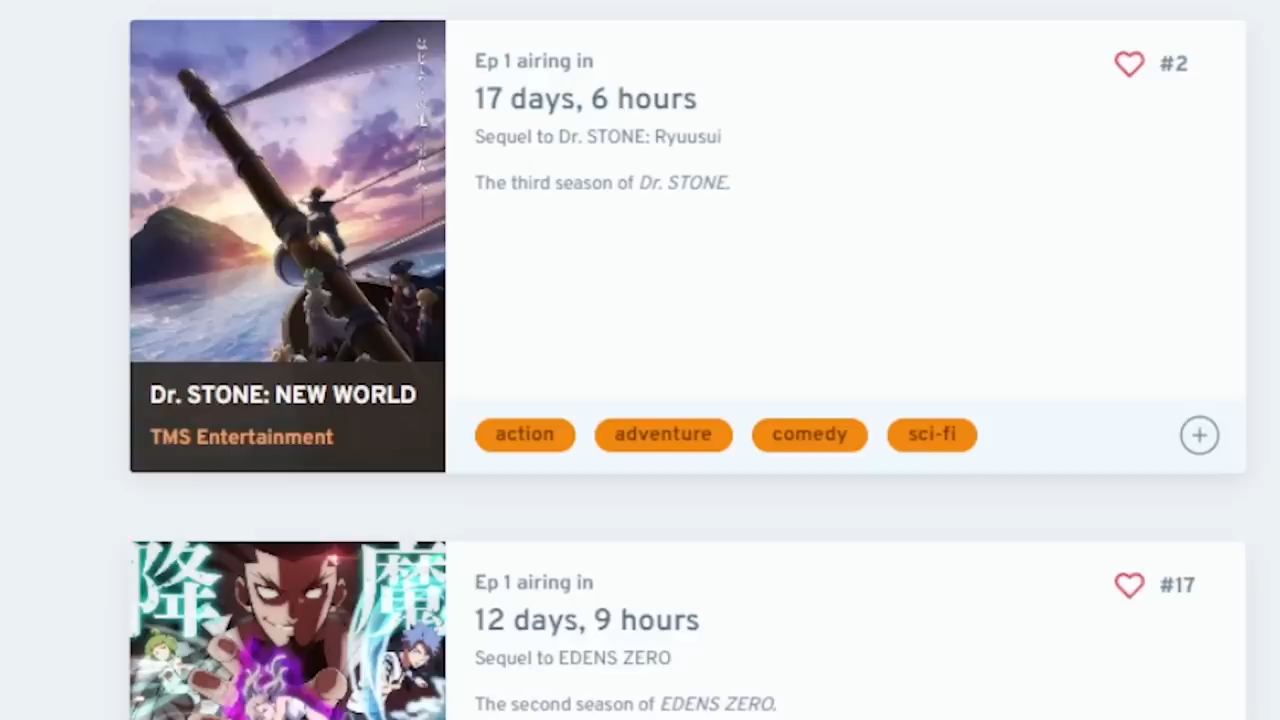 Ep 1 airing in
17 days, 6 hours
Sequel to Dr. STONE: Ryuusui
The third season of Dr. STONE.
#2
Dr. STONE: NEW WORLD
TMS Entertainment
action
adventure
comedy
sci-fi
降魔
Ep 1 airing in
12 days, 9 hours
Sequel to EDENS ZERO
The second season of EDENS ZERO.
#17